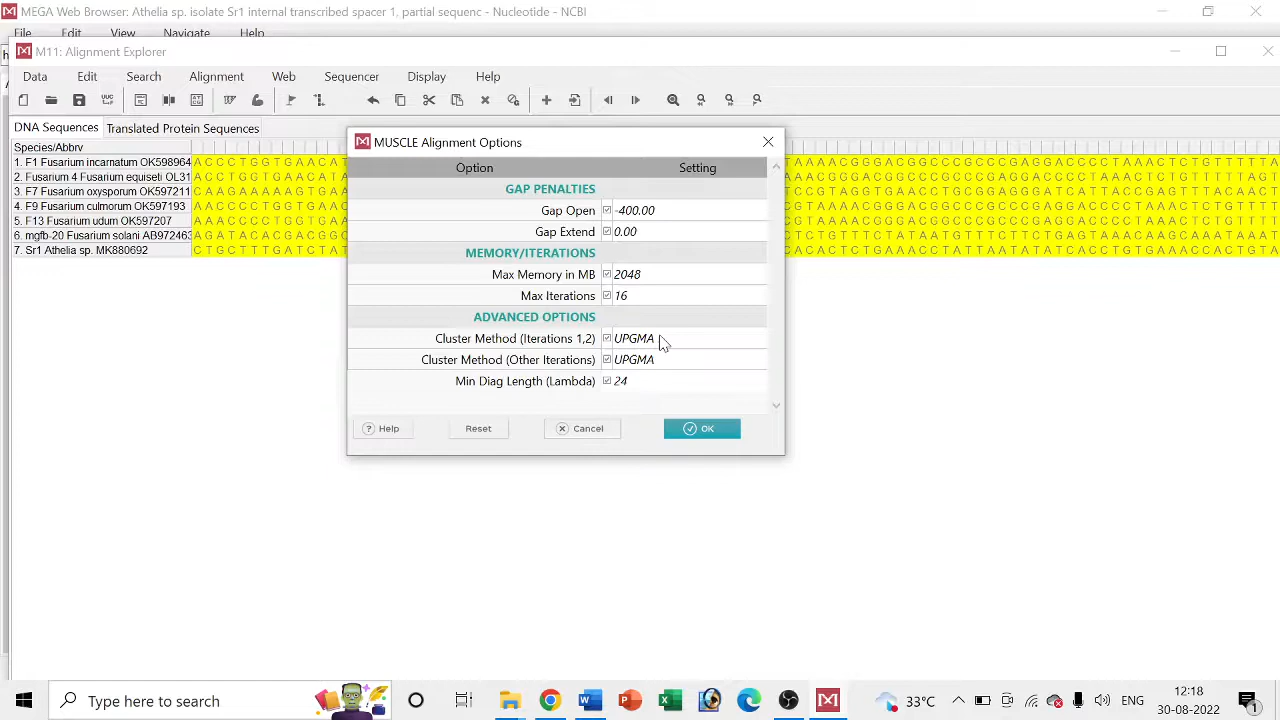 MEGA Web Browser: Athelia sp. isolate Sr1 internal transcribed spacer 1, partial sequenc - Nucleotide - NCBI
File Edit View Navigate Help
M11: Alignment Explorer
Data Edit Search Alignment Web Sequencer Display Help
DNA Sequences Translated Protein Sequences
Species/Abbrv
1. F1 Fusarium incarnatum OK598964 A C C C T G G T G A A C A T A A A A C G G G A C G G C C C G C C C G A G G A C C C C T A A A C T C T G T T T T T A
2. Fusarium 4 Fusarium equiseti OL31
3. F7 Fusarium oxysporum OK597211
4. F9 Fusarium culmorum OK597193
5. F13 Fusarium udum OK597207
6. mgfb-20 Fusarium solani AB972463
7. Sr1 Athelia sp. MK880692
MUSCLE Alignment Options
Option Setting
GAP PENALTIES
Gap Open -400.00
Gap Extend 0.00
MEMORY/ITERATIONS
Max Memory in MB 2048
Max Iterations 16
ADVANCED OPTIONS
Cluster Method (Iterations 1,2) UPGMA
Cluster Method (Other Iterations) UPGMA
Min Diag Length (Lambda) 24
? Help Reset Cancel OK
Type here to search
33°C ENG 12:18
30-08-2022